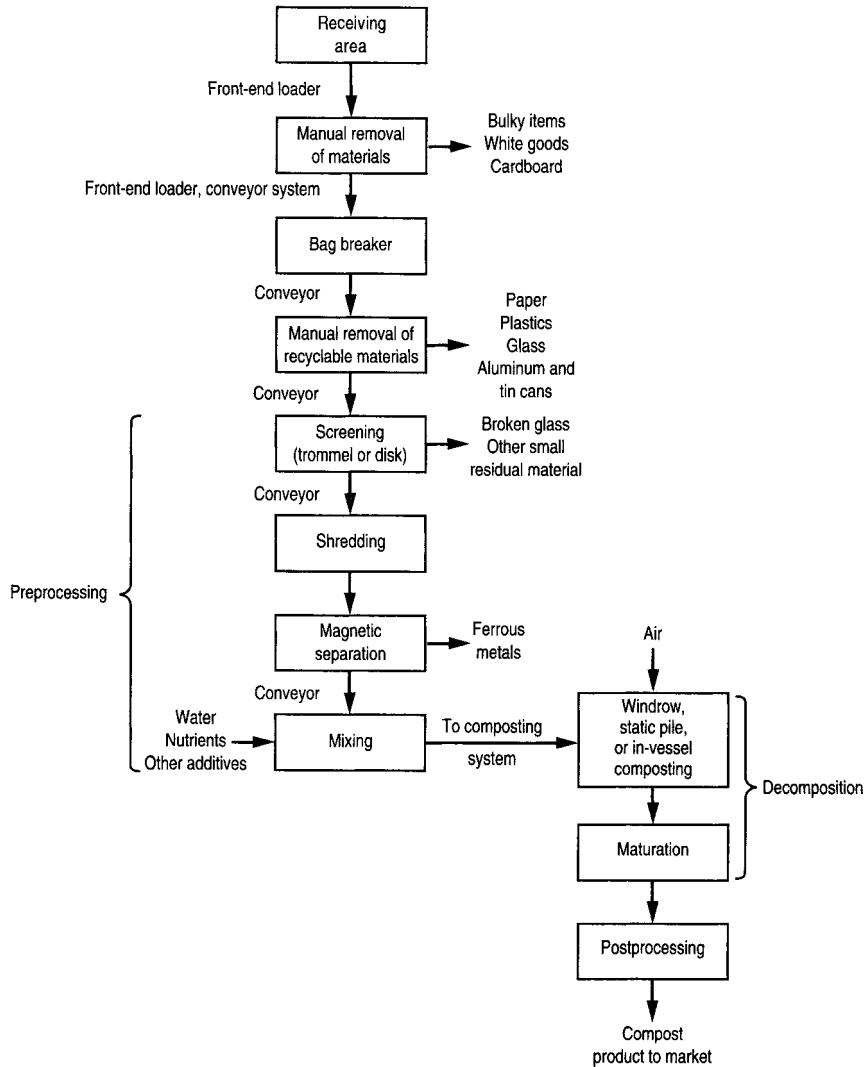 Receiving
area
Front-end loader
Manual removal
of materials
Bulky items
White goods
Cardboard
Front-end loader, conveyor system
Bag breaker
Conveyor
Manual removal of
recyclable materials
Paper
Plastics
Glass
Aluminum and
tin cans
Conveyor
Screening
(trommel or disk)
Broken glass
Other small
residual material
Conveyor
Shredding
Preprocessing
Magnetic
separation
Ferrous
metals
Conveyor
Water
Nutrients
Other additives
Mixing
To composting
system
Air
Windrow,
static pile,
or in-vessel
composting
Decomposition
Maturation
Postprocessing
Compost
product to market